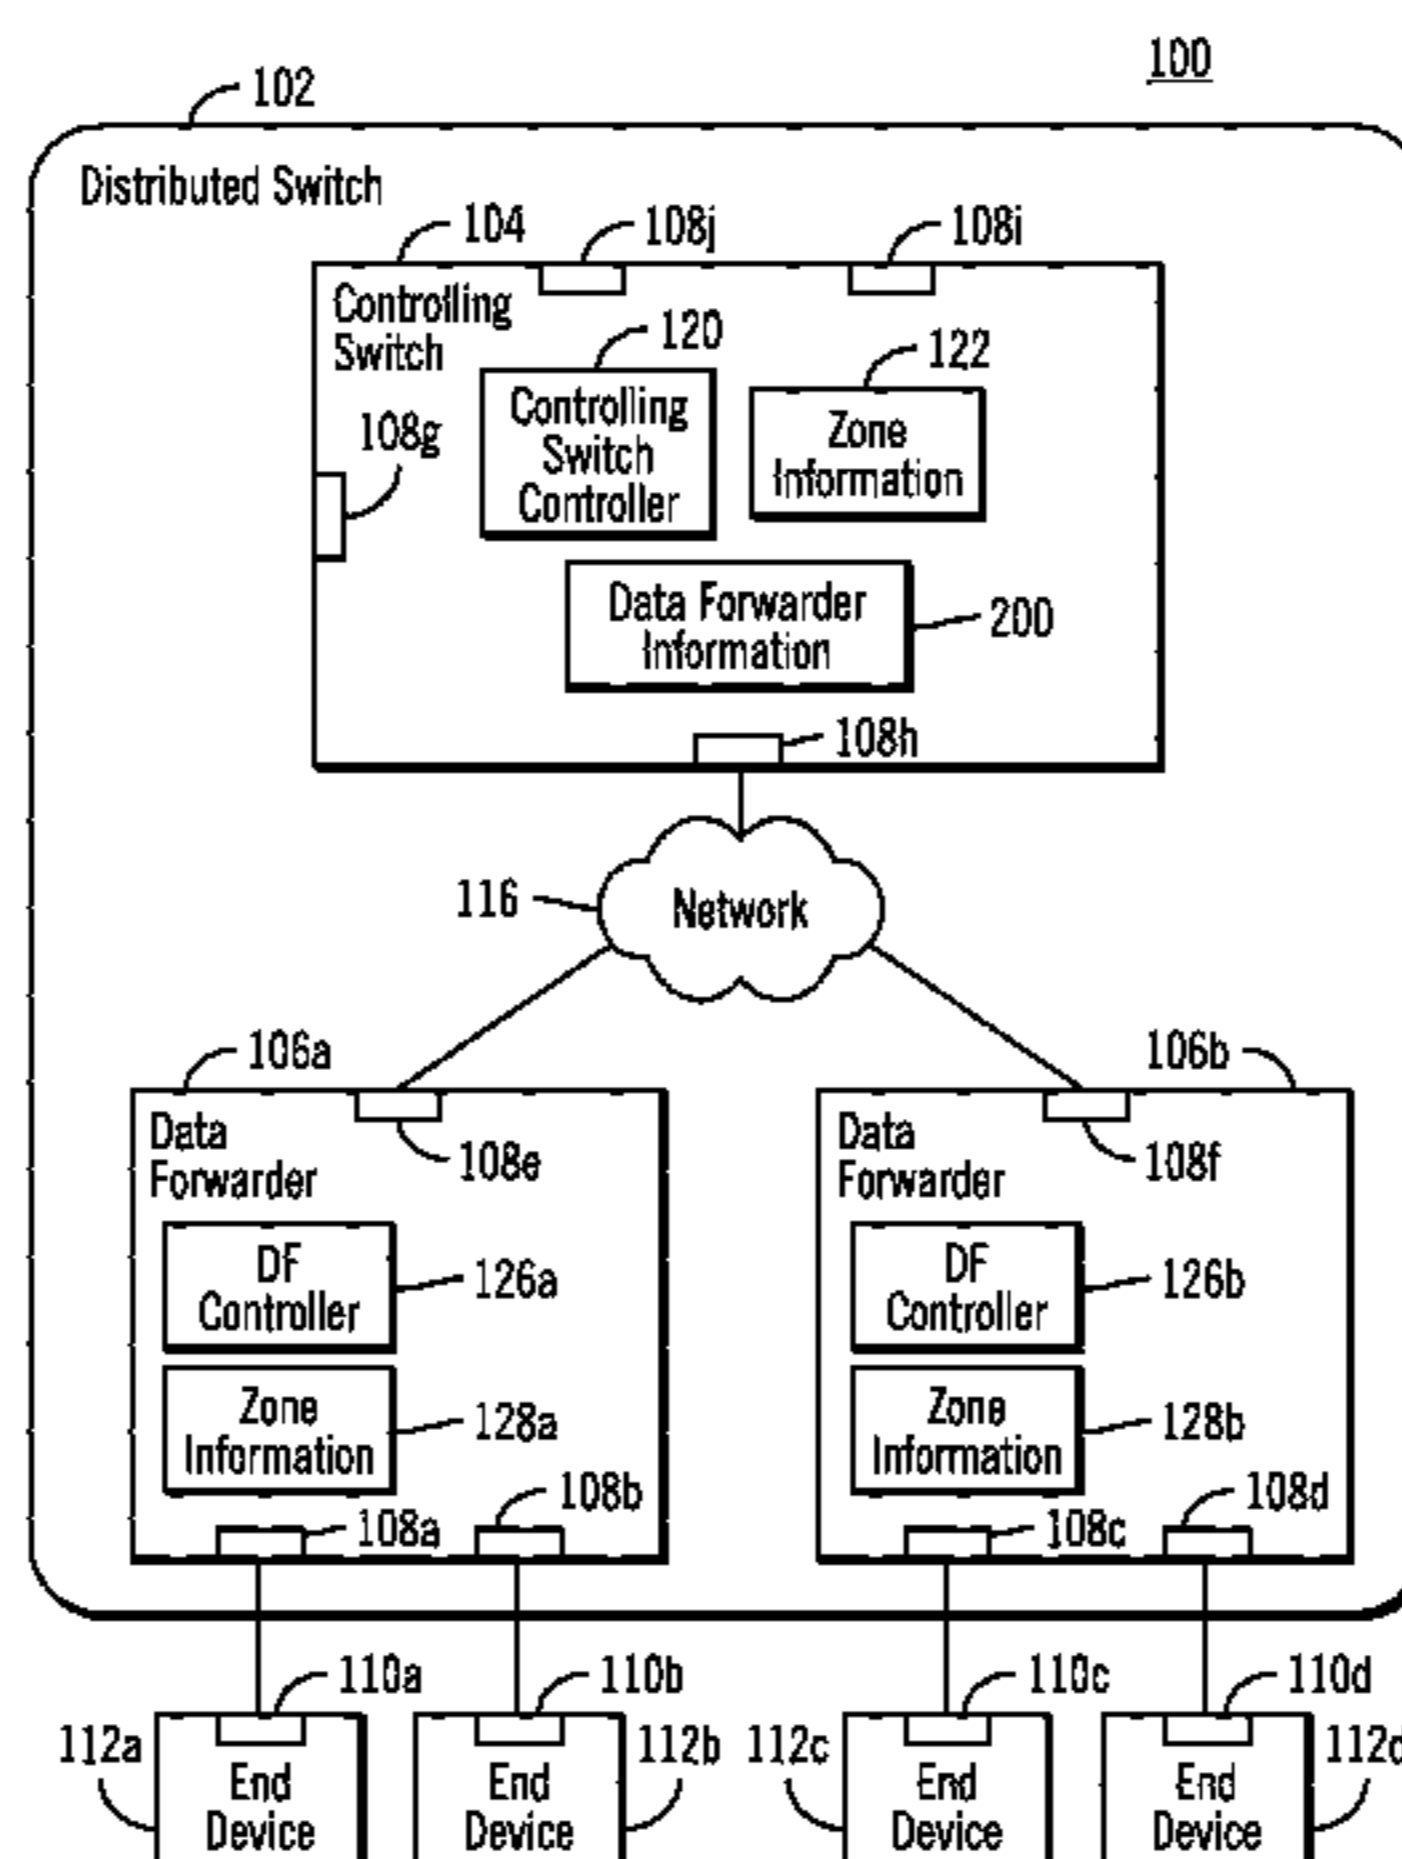 100
102
Distributed Switch
104
108j
108i
Controlling
Switch
120
122
108g
Controlling
Switch
Controller
Zone
Information
Data Forwarder
Information
200
108h
116
Network
106a
106b
Data
Forwarder
108e
Data
Forwarder
108f
DF
Controller
126a
DF
Controller
126b
Zone
Information
128a
Zone
Information
128b
108b
108d
108a
108c
110a
110b
110c
110d
112a
112b
112c
112d
End
Device
End
Device
End
Device
End
Device